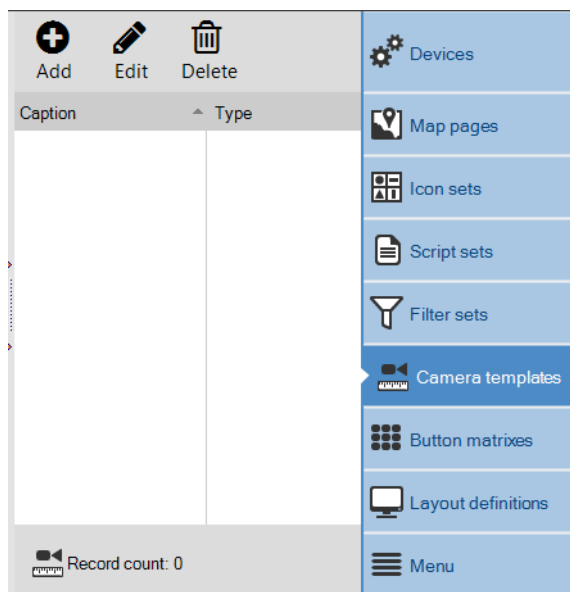 Add Edit Delete
Caption Type
Record count: 0
Devices
Map pages
Icon sets
Script sets
Filter sets
Camera templates
Button matrixes
Layout definitions
Menu